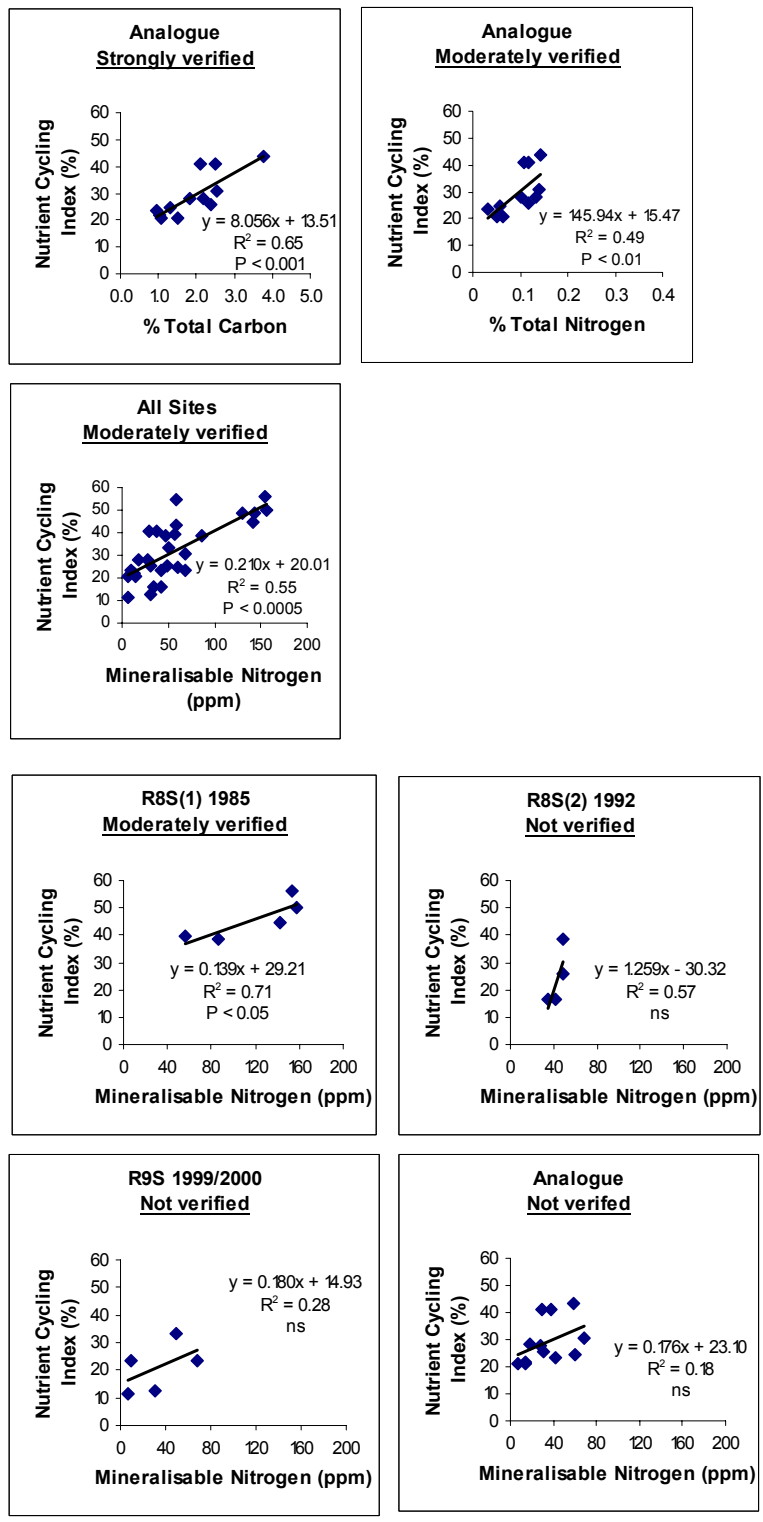 Analogue
Strongly verified
Nutrient Cycling
Index (%)
60
50
40
30
20
10
0
y = 8.056x + 13.51
R² = 0.65
P < 0.001
0.0 1.0 2.0 3.0 4.0 5.0
% Total Carbon
Analogue
Moderately verified
Nutrient Cycling
Index (%)
60
50
40
30
20
10
0
y = 145.94x + 15.47
R² = 0.49
P < 0.01
0 0.1 0.2 0.3 0.4
% Total Nitrogen
All Sites
Moderately verified
Nutrient Cycling
Index (%)
60
50
40
30
20
10
0
y = 0.210x + 20.01
R² = 0.55
P < 0.0005
0 50 100 150 200
Mineralisable Nitrogen
(ppm)
R8S(1) 1985
Moderately verified
Nutrient Cycling
Index (%)
60
50
40
30
20
10
0
y = 0.139x + 29.21
R² = 0.71
P < 0.05
0 40 80 120 160 200
Mineralisable Nitrogen (ppm)
R8S(2) 1992
Not verified
Nutrient Cycling
Index (%)
60
50
40
30
20
10
0
y = 1.259x - 30.32
R² = 0.57
ns
0 40 80 120 160 200
Mineralisable Nitrogen (ppm)
R9S 1999/2000
Not verified
Nutrient Cycling
Index (%)
60
50
40
30
20
10
0
y = 0.180x + 14.93
R² = 0.28
ns
0 40 80 120 160 200
Mineralisable Nitrogen (ppm)
Analogue
Not verifed
Nutrient Cycling
Index (%)
60
50
40
30
20
10
0
y = 0.176x + 23.10
R² = 0.18
ns
0 40 80 120 160 200
Mineralisable Nitrogen (ppm)